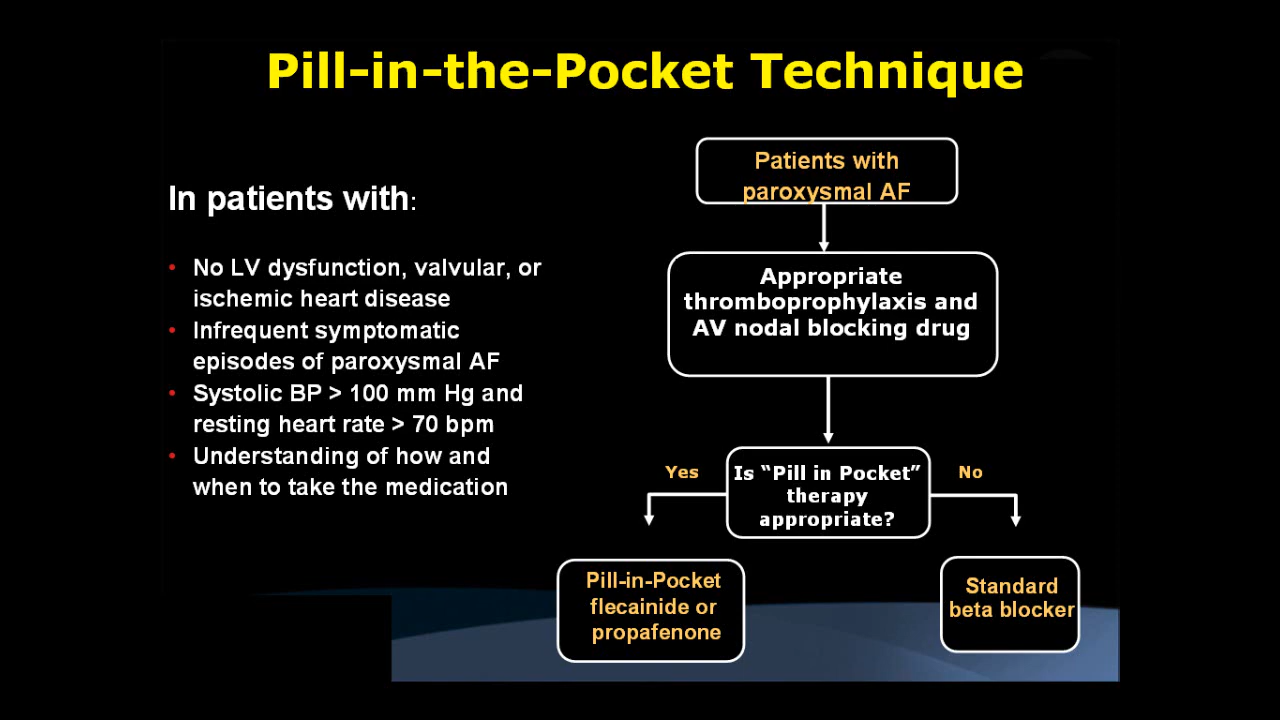 Pill-in-the-Pocket Technique
In patients with:
• No LV dysfunction, valvular, or
ischemic heart disease
• Infrequent symptomatic
episodes of paroxysmal AF
• Systolic BP > 100 mm Hg and
resting heart rate > 70 bpm
• Understanding of how and
when to take the medication
Patients with
paroxysmal AF
Appropriate
thromboprophylaxis and
AV nodal blocking drug
Is “Pill in Pocket”
therapy
appropriate?
Yes
No
Pill-in-Pocket
flecainide or
propafenone
Standard
beta blocker